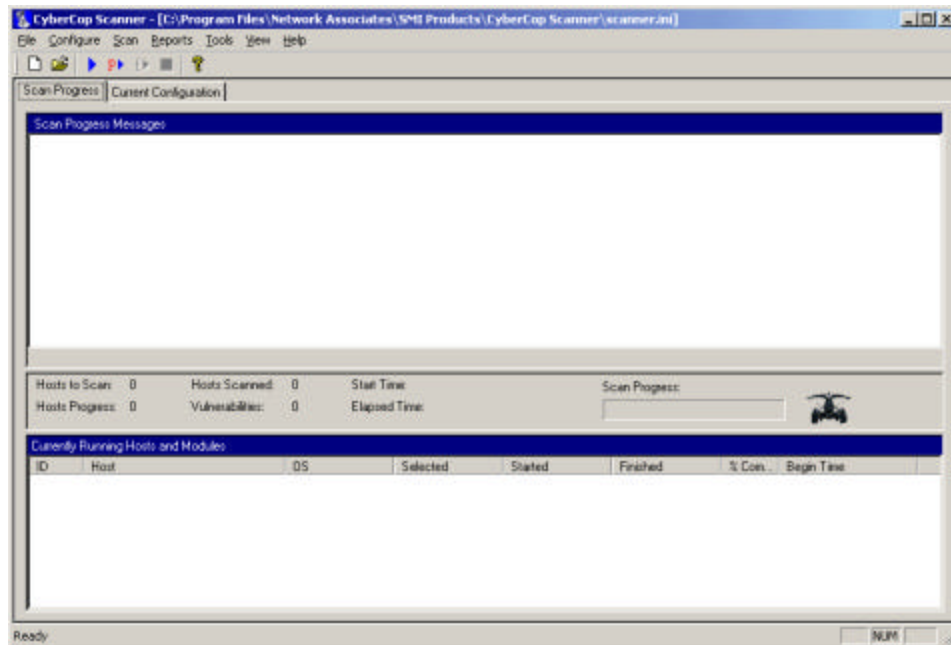 CyberCop Scanner - [C:\Program Files\Network Associates\SMI Products\CyberCop Scanner\scanner.ini]
File Configure Scan Reports Tools View Help
Scan Progress Current Configuration
Scan Progress Messages
Hosts to Scan: 0 Hosts Scanned: 0 Start Time: Scan Progress:
Hosts Progress: 0 Vulnerabilities: 0 Elapsed Time:
Currently Running Hosts and Modules
ID Host OS Selected Started Finished % Com... Begin Time
Ready NUM